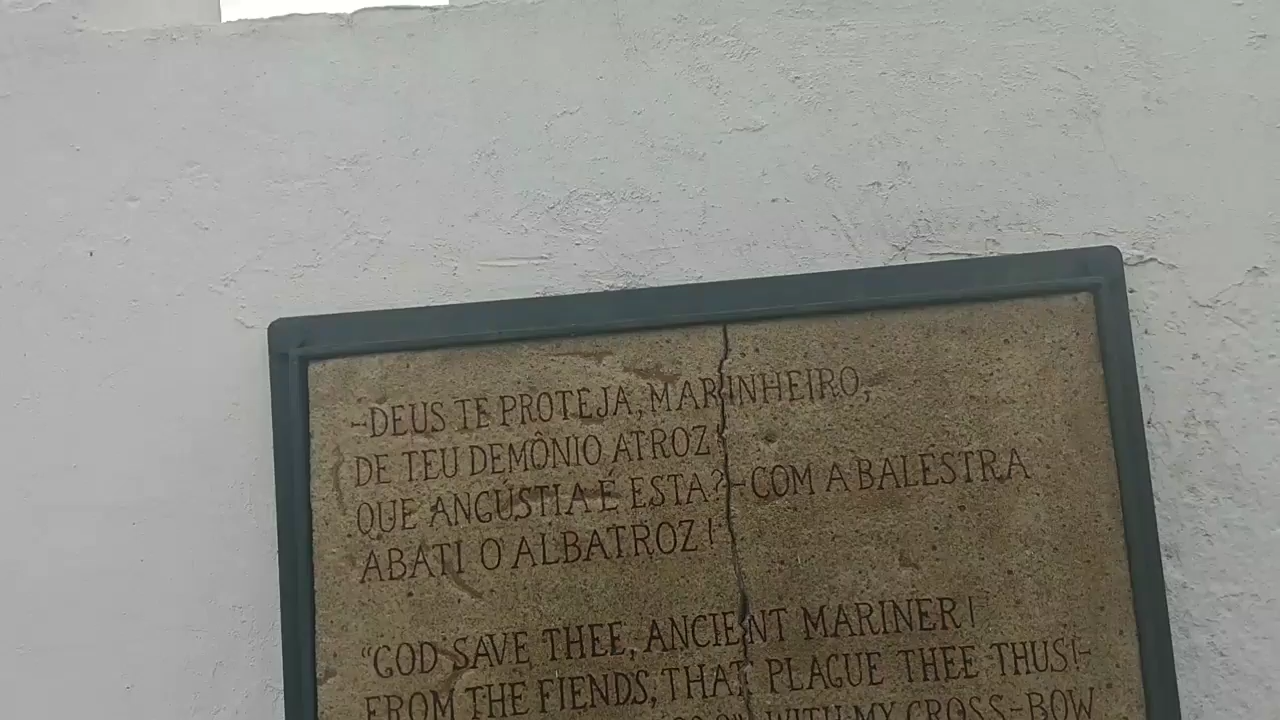 -DEUS TE PROTEJA, MARINHEIRO,
DE TEU DEMÔNIO ATROZ!
QUE ANGÚSTIA É ESTA?-COM A BALESTRA
ABATI O ALBATROZ!
“GOD SAVE THEE, ANCIENT MARINER!
FROM THE FIENDS, THAT PLAGUE THEE THUS!-
WITH MY CROSS-BOW